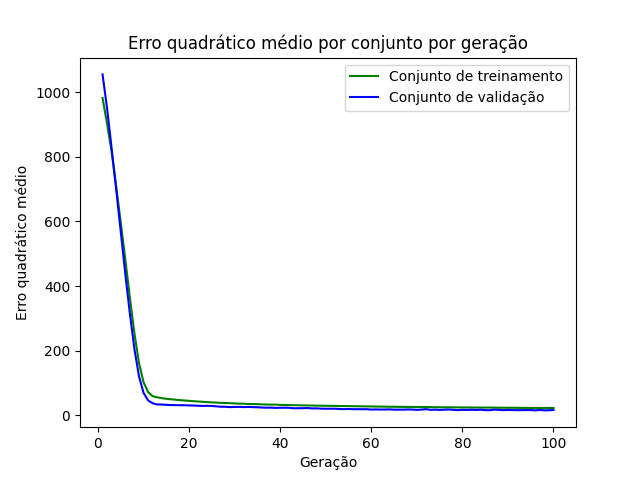 Erro quadrático médio por conjunto por geração
Conjunto de treinamento
Conjunto de validação
Erro quadrático médio
1000
800
600
400
200
0
0 20 40 60 80 100
Geração